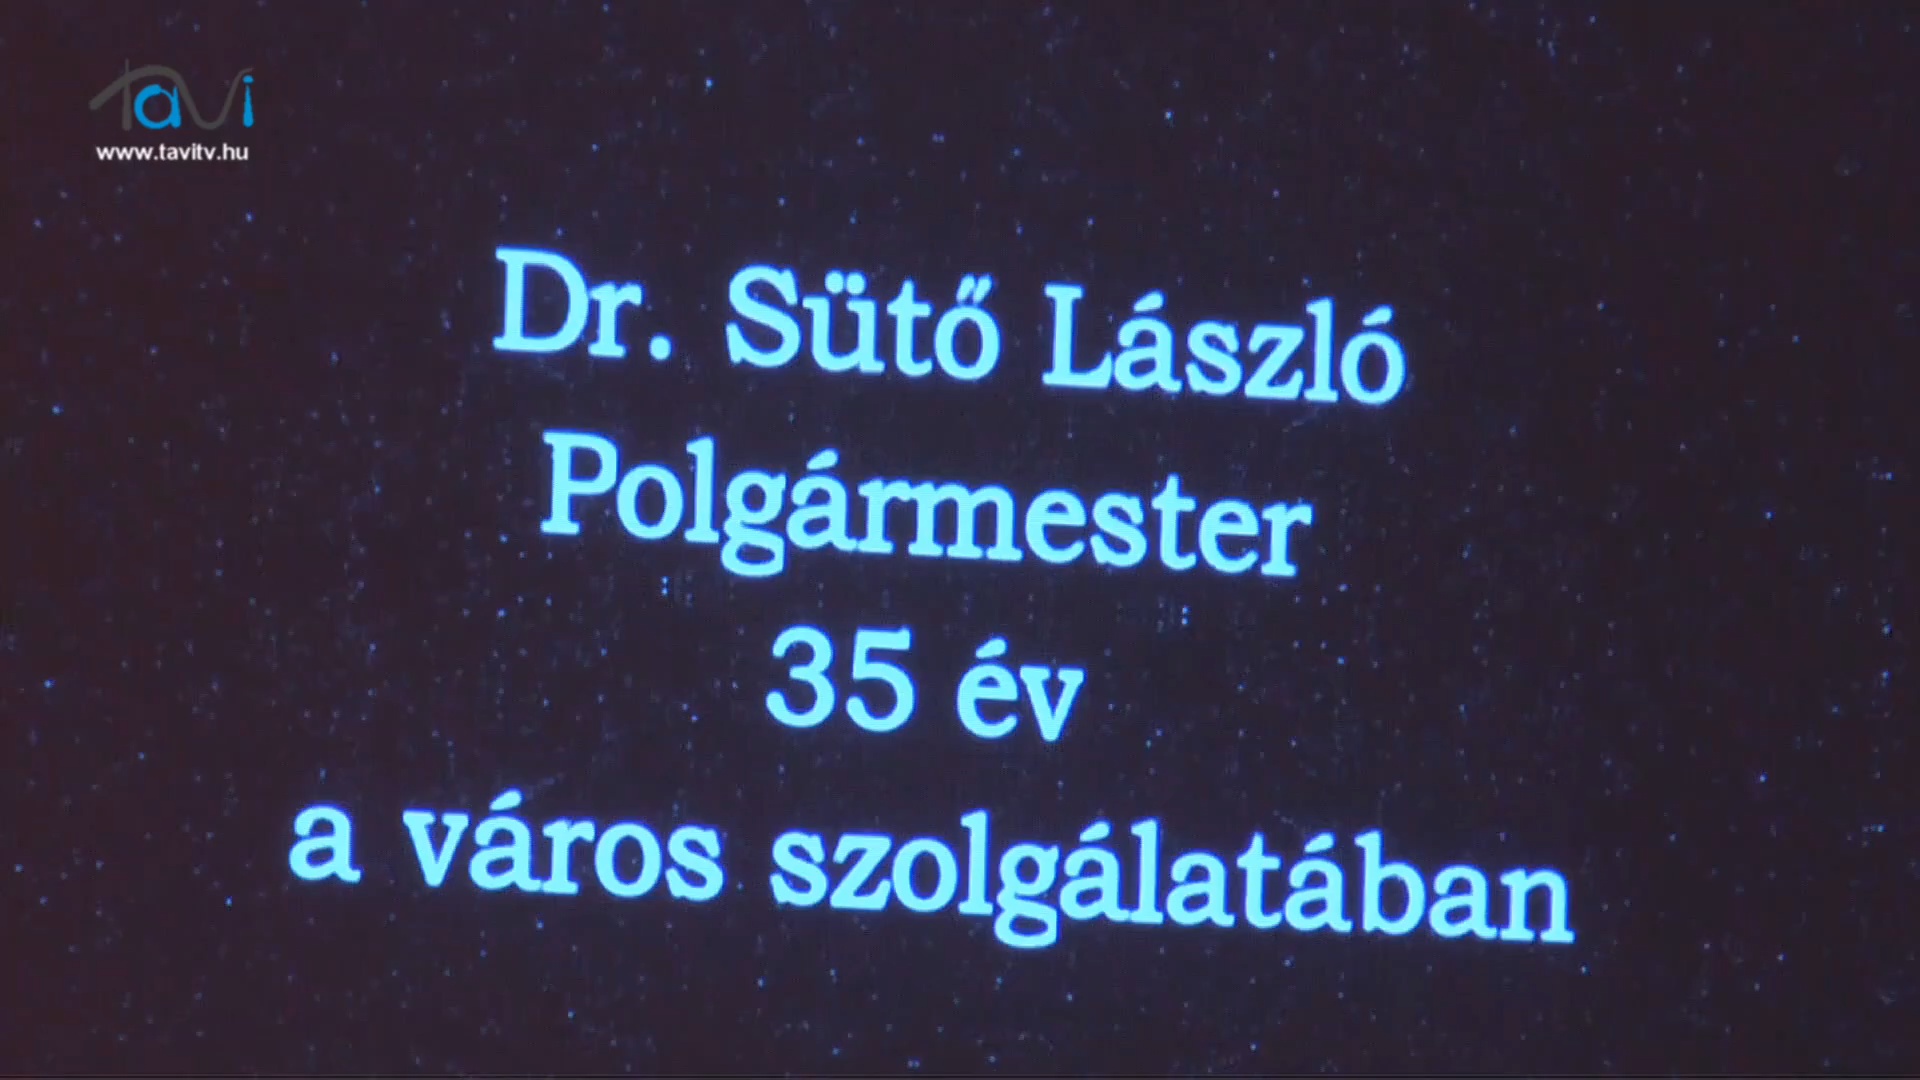 TaVi
www.tavitv.hu
Dr. Sütő László
Polgármester
35 év
a város szolgálatában